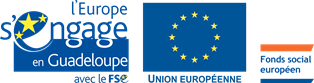 l'Europe
s'engage
en Guadeloupe
avec le FSe
UNION EUROPÉENNE
Fonds social
européen